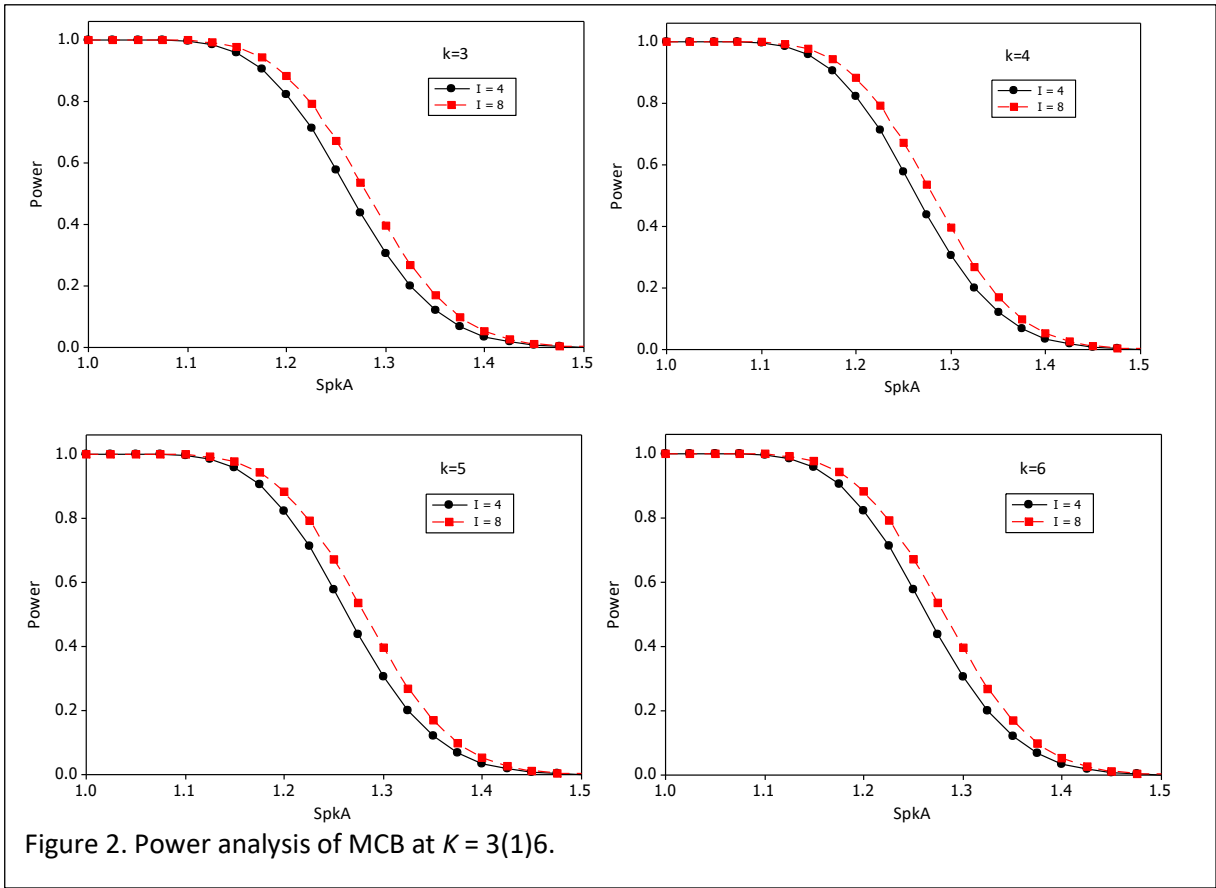 k=3
I = 4
I = 8
Power
1.0
0.8
0.6
0.4
0.2
0.0
1.0 1.1 1.2 1.3 1.4 1.5
SpkA
k=4
I = 4
I = 8
Power
1.0
0.8
0.6
0.4
0.2
0.0
1.0 1.1 1.2 1.3 1.4 1.5
SpkA
k=5
I = 4
I = 8
Power
1.0
0.8
0.6
0.4
0.2
0.0
1.0 1.1 1.2 1.3 1.4 1.5
SpkA
k=6
I = 4
I = 8
Power
1.0
0.8
0.6
0.4
0.2
0.0
1.0 1.1 1.2 1.3 1.4 1.5
SpkA
Figure 2. Power analysis of MCB at K = 3(1)6.